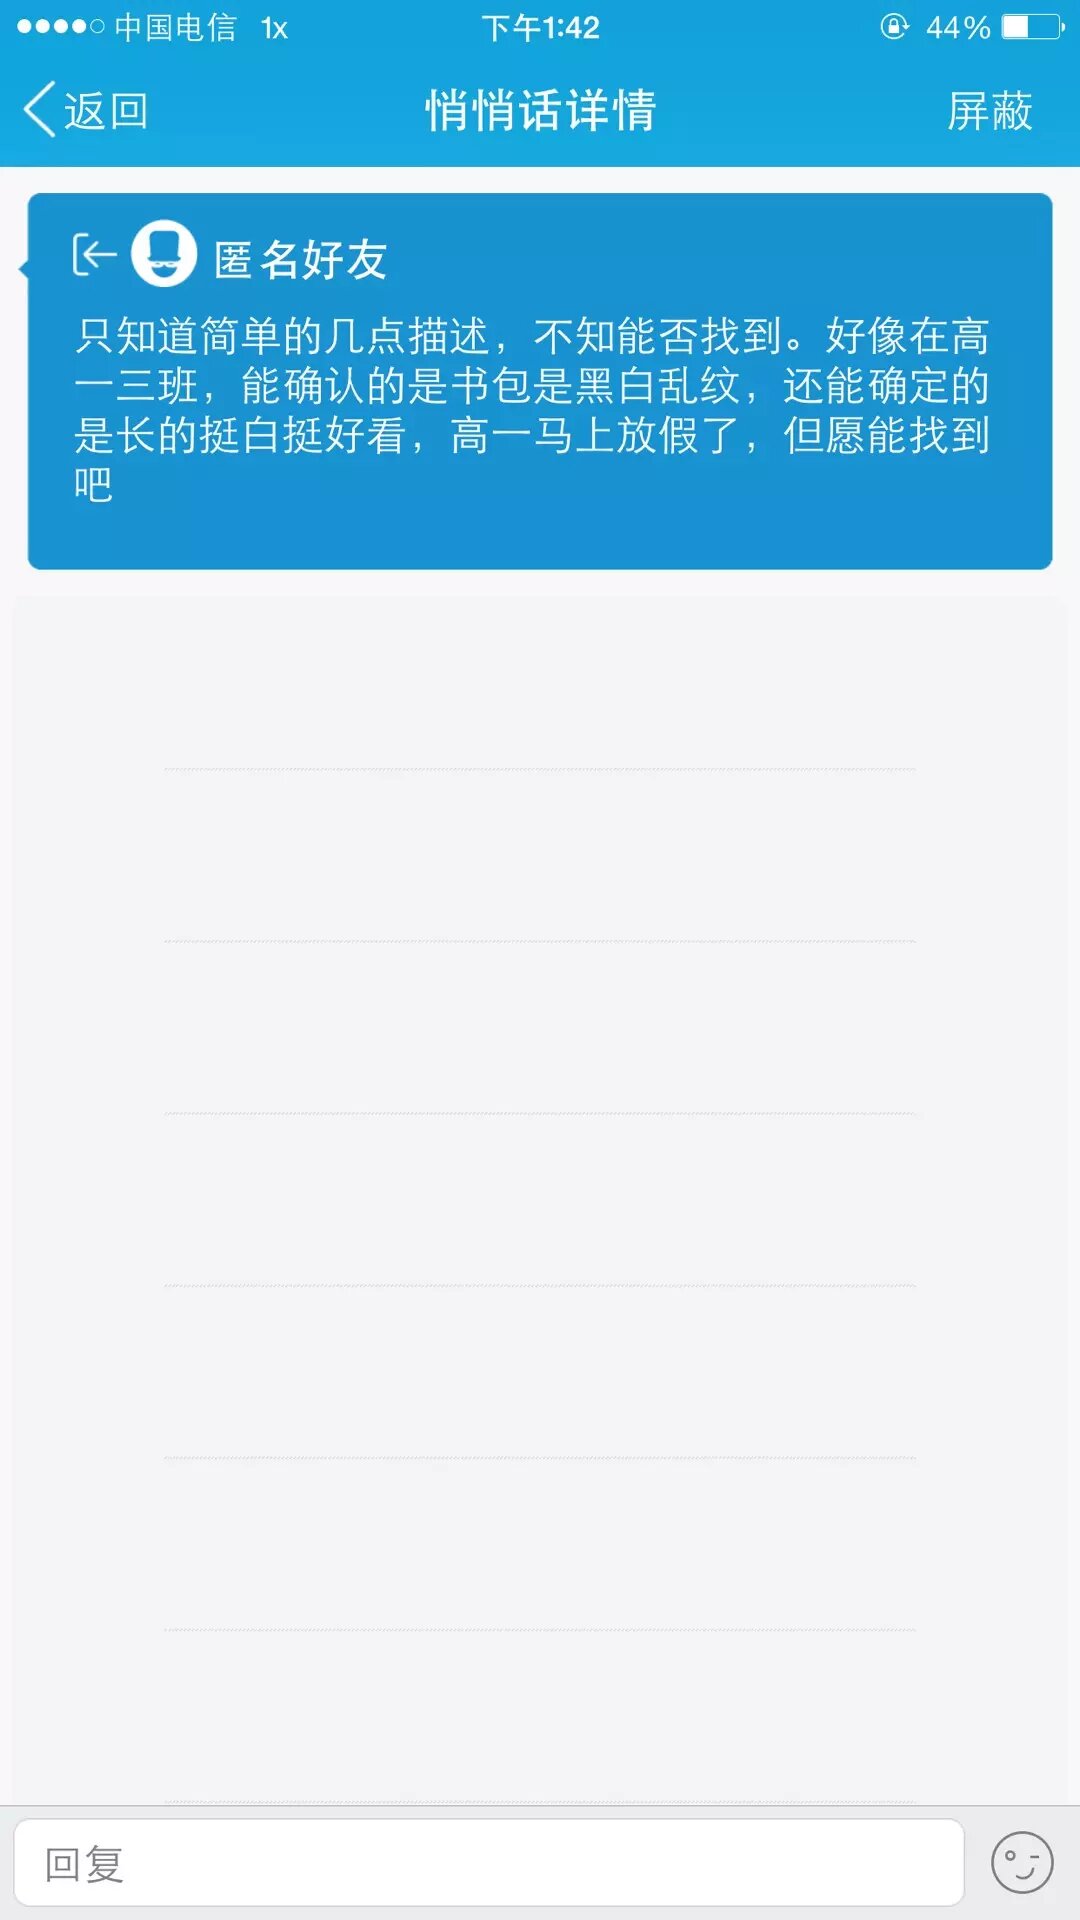 中国电信 1x 下午1:42 44%
返回 悄悄话详情 屏蔽
匿名好友
只知道简单的几点描述，不知能否找到。好像在高
一三班，能确认的是书包是黑白乱纹，还能确定的
是长的挺白挺好看，高一马上放假了，但愿能找到
吧
回复